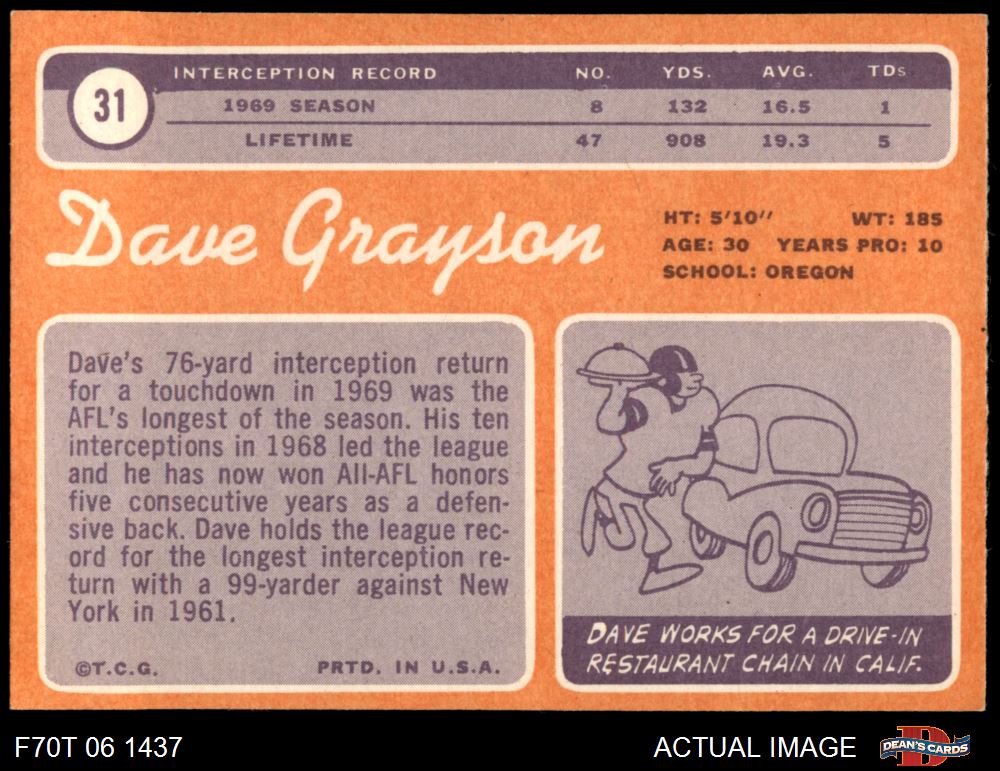 31
INTERCEPTION RECORD NO. YDS. AVG. TDs
1969 SEASON 8 132 16.5 1
LIFETIME 47 908 19.3 5
Dave Grayson
HT: 5'10" WT: 185
AGE: 30 YEARS PRO: 10
SCHOOL: OREGON
Dave's 76-yard interception return
for a touchdown in 1969 was the
AFL's longest of the season. His ten
interceptions in 1968 led the league
and he has now won All-AFL honors
five consecutive years as a defen-
sive back. Dave holds the league rec-
ord for the longest interception re-
turn with a 99-yarder against New
York in 1961.
©T.C.G. PRTD. IN U.S.A.
DAVE WORKS FOR A DRIVE-IN
RESTAURANT CHAIN IN CALIF.
F70T 06 1437 ACTUAL IMAGE
D
DEAN'S CARDS